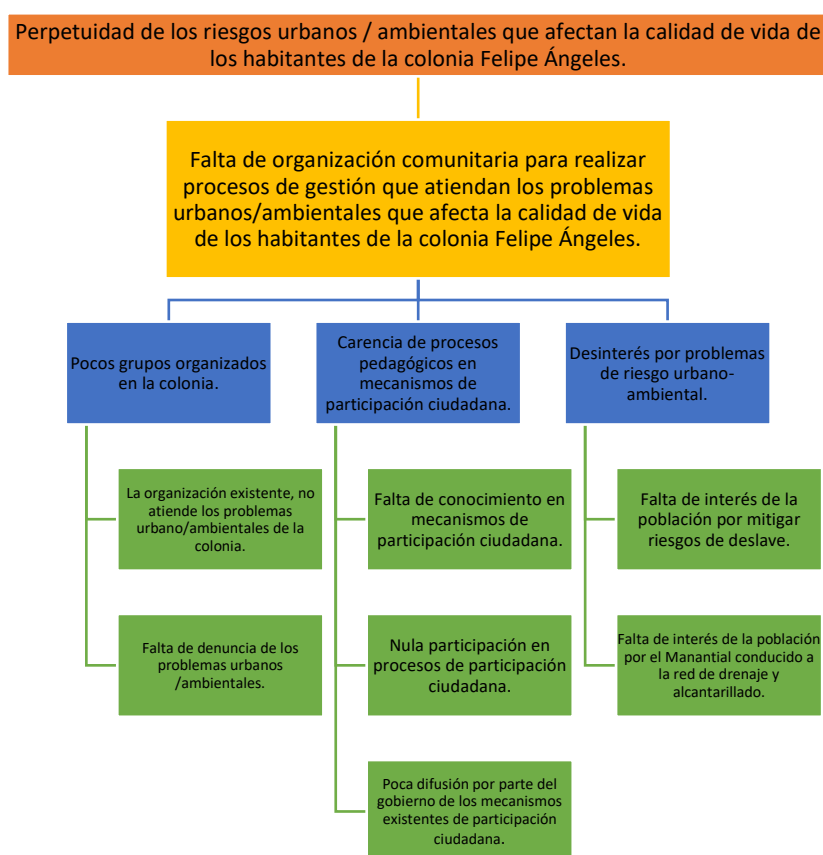 Perpetuidad de los riesgos urbanos / ambientales que afectan la calidad de vida de
los habitantes de la colonia Felipe Ángeles.
Falta de organización comunitaria para realizar
procesos de gestión que atiendan los problemas
urbanos/ambientales que afecta la calidad de vida
de los habitantes de la colonia Felipe Ángeles.
Pocos grupos organizados
en la colonia.
La organización existente, no
atiende los problemas
urbano/ambientales de la
colonia.
Falta de denuncia de los
problemas urbanos
/ambientales.
Carencia de procesos
pedagógicos en
mecanismos de
participación ciudadana.
Falta de conocimiento en
mecanismos de
participación ciudadana.
Nula participación en
procesos de participación
ciudadana.
Poca difusión por parte del
gobierno de los mecanismos
existentes de participación
ciudadana.
Desinterés por problemas
de riesgo urbano-
ambiental.
Falta de interés de la
población por mitigar
riesgos de deslave.
Falta de interés de la población
por el Manantial conducido a
la red de drenaje y
alcantarillado.